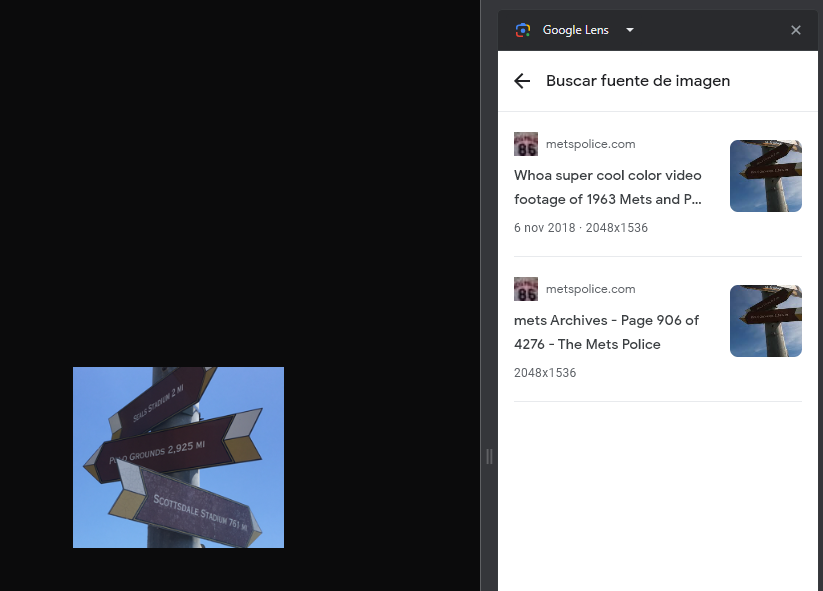 Google Lens
Buscar fuente de imagen
metspolice.com
Whoa super cool color video
footage of 1963 Mets and P...
6 nov 2018 · 2048x1536
metspolice.com
mets Archives - Page 906 of
4276 - The Mets Police
2048x1536
SEALS STADIUM 2 MI
POLO GROUNDS 2,925 MI
SCOTTSDALE STADIUM 761 MI